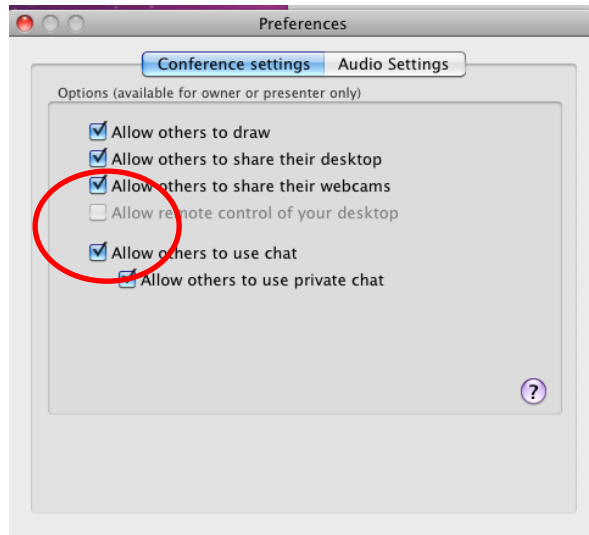 Preferences
Conference settings Audio Settings
Options (available for owner or presenter only)
Allow others to draw
Allow others to share their desktop
Allow others to share their webcams
Allow remote control of your desktop
Allow others to use chat
Allow others to use private chat
?